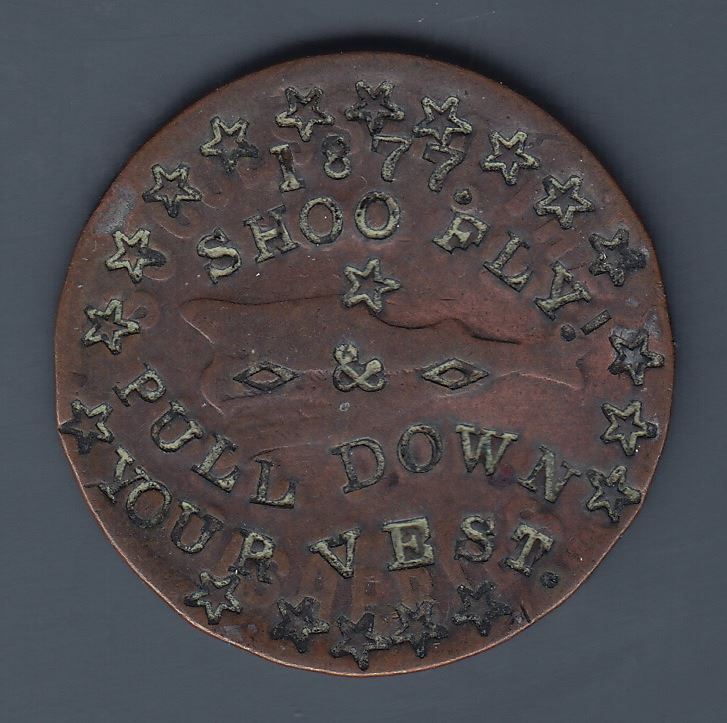 1877.
SHOO FLY!
&
PULL DOWN
YOUR VEST.